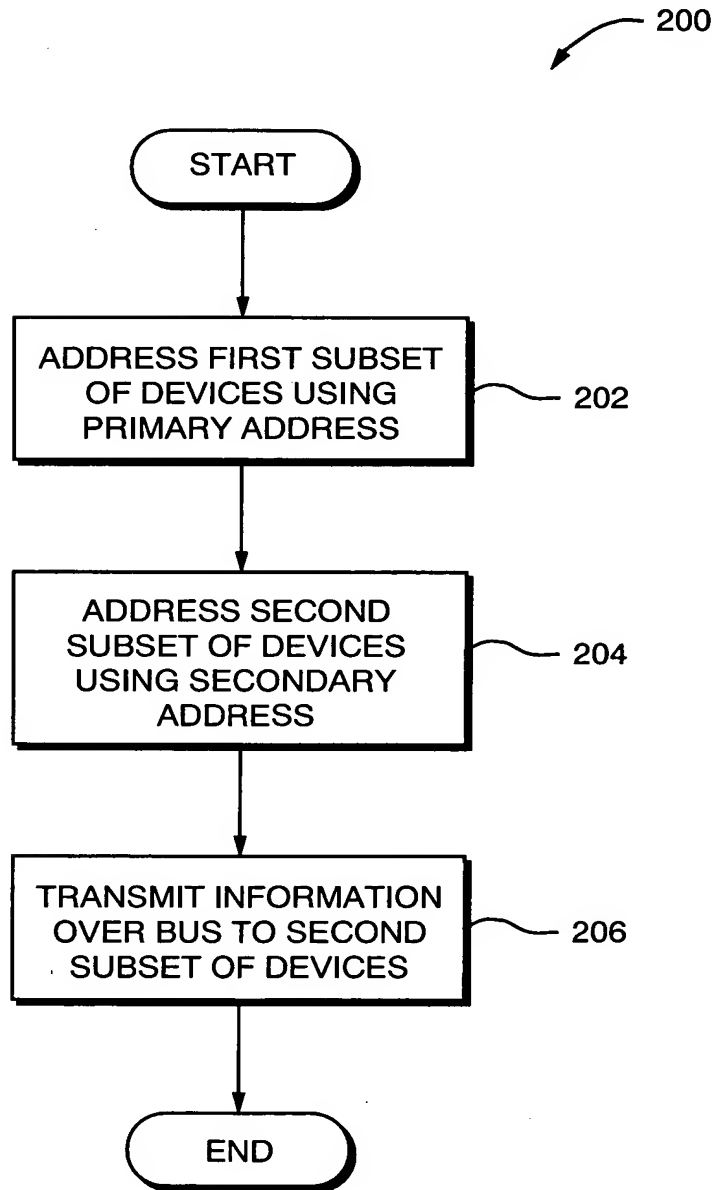 200
START
ADDRESS FIRST SUBSET
OF DEVICES USING
PRIMARY ADDRESS
202
ADDRESS SECOND
SUBSET OF DEVICES
USING SECONDARY
ADDRESS
204
TRANSMIT INFORMATION
OVER BUS TO SECOND
SUBSET OF DEVICES
206
END